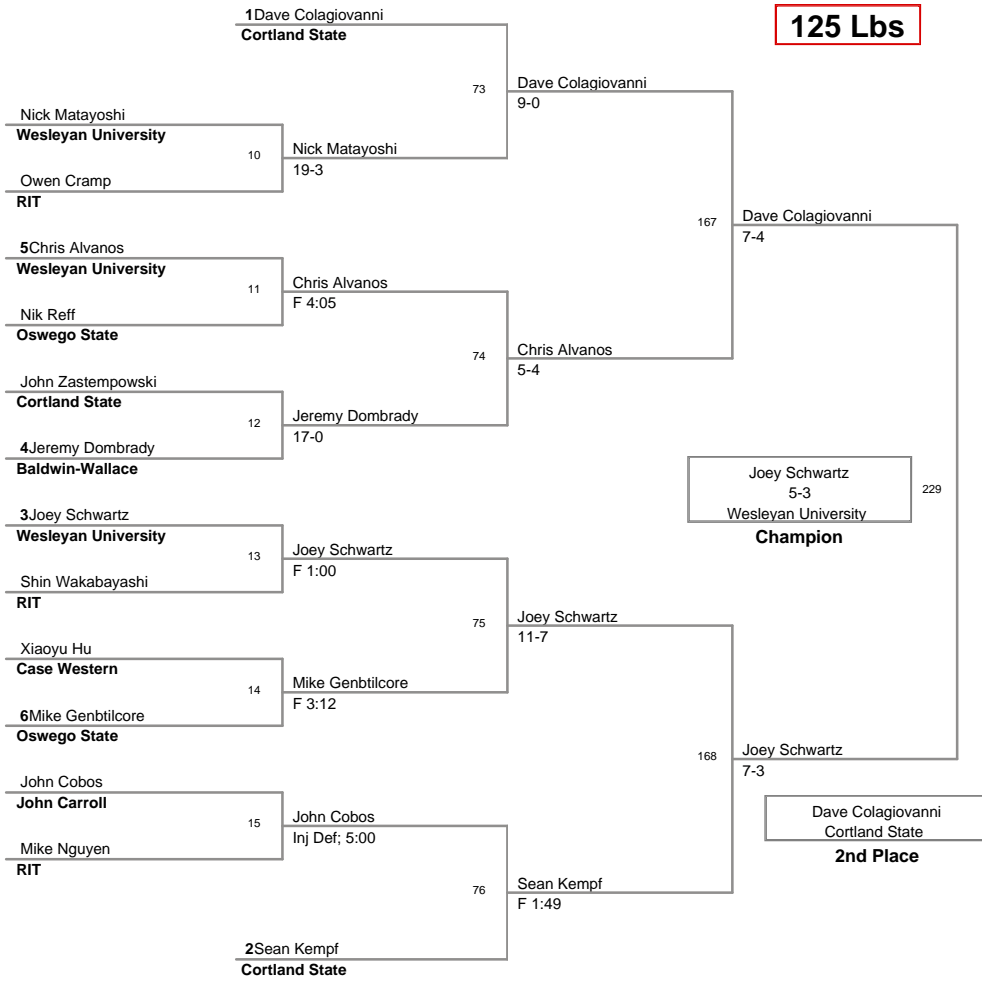 1Dave Colagiovanni
Cortland State
125 Lbs
73
Dave Colagiovanni
9-0
Nick Matayoshi
Wesleyan University
10
Nick Matayoshi
19-3
Owen Cramp
RIT
167
Dave Colagiovanni
7-4
5Chris Alvanos
Wesleyan University
11
Chris Alvanos
F 4:05
Nik Reff
Oswego State
74
Chris Alvanos
5-4
John Zastempowski
Cortland State
12
Jeremy Dombrady
17-0
4Jeremy Dombrady
Baldwin-Wallace
Joey Schwartz
5-3
Wesleyan University
Champion
229
3Joey Schwartz
Wesleyan University
13
Joey Schwartz
F 1:00
Shin Wakabayashi
RIT
75
Joey Schwartz
11-7
Xiaoyu Hu
Case Western
14
Mike Genbtilcore
F 3:12
6Mike Genbtilcore
Oswego State
168
Joey Schwartz
7-3
John Cobos
John Carroll
15
John Cobos
Inj Def; 5:00
Mike Nguyen
RIT
Dave Colagiovanni
Cortland State
2nd Place
76
Sean Kempf
F 1:49
2Sean Kempf
Cortland State